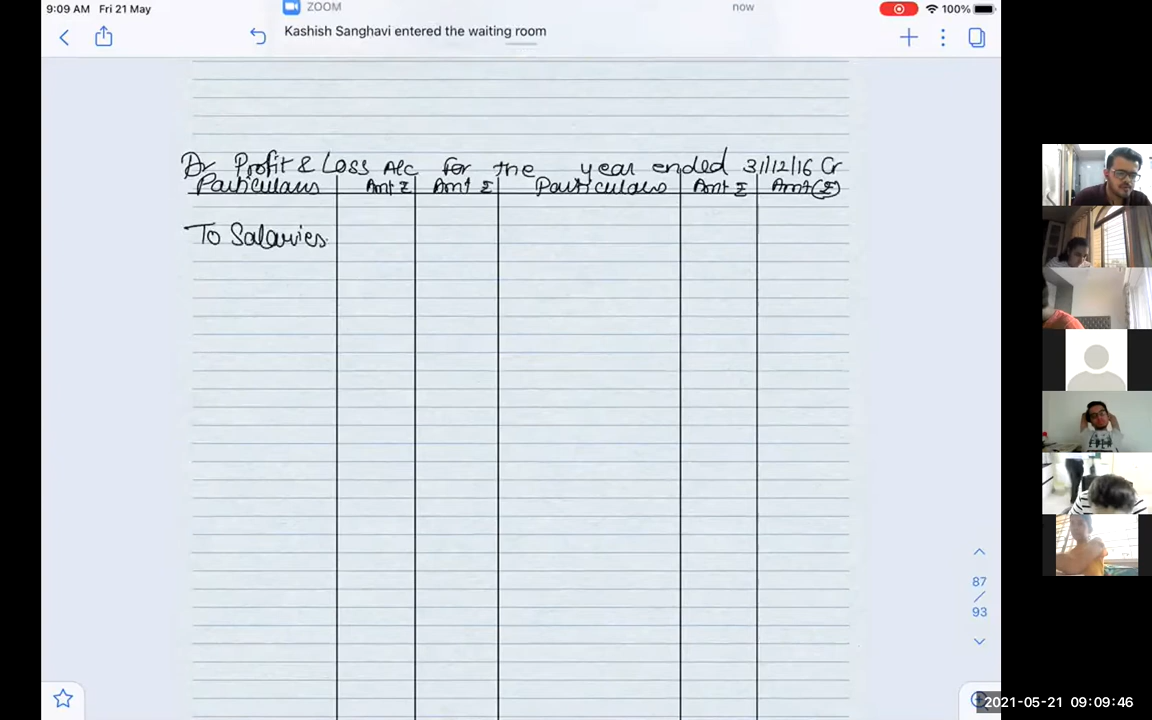 9:09 AM Fri 21 May
ZOOM
now
100%
Kashish Sanghavi entered the waiting room
Dr Profit & Loss A/c for the year ended 31/12/16 Cr
Particulars Amt ₹ Amt ₹ Particulars Amt ₹ Amt (₹)
To Salaries
87
/
93
2021-05-21 09:09:46